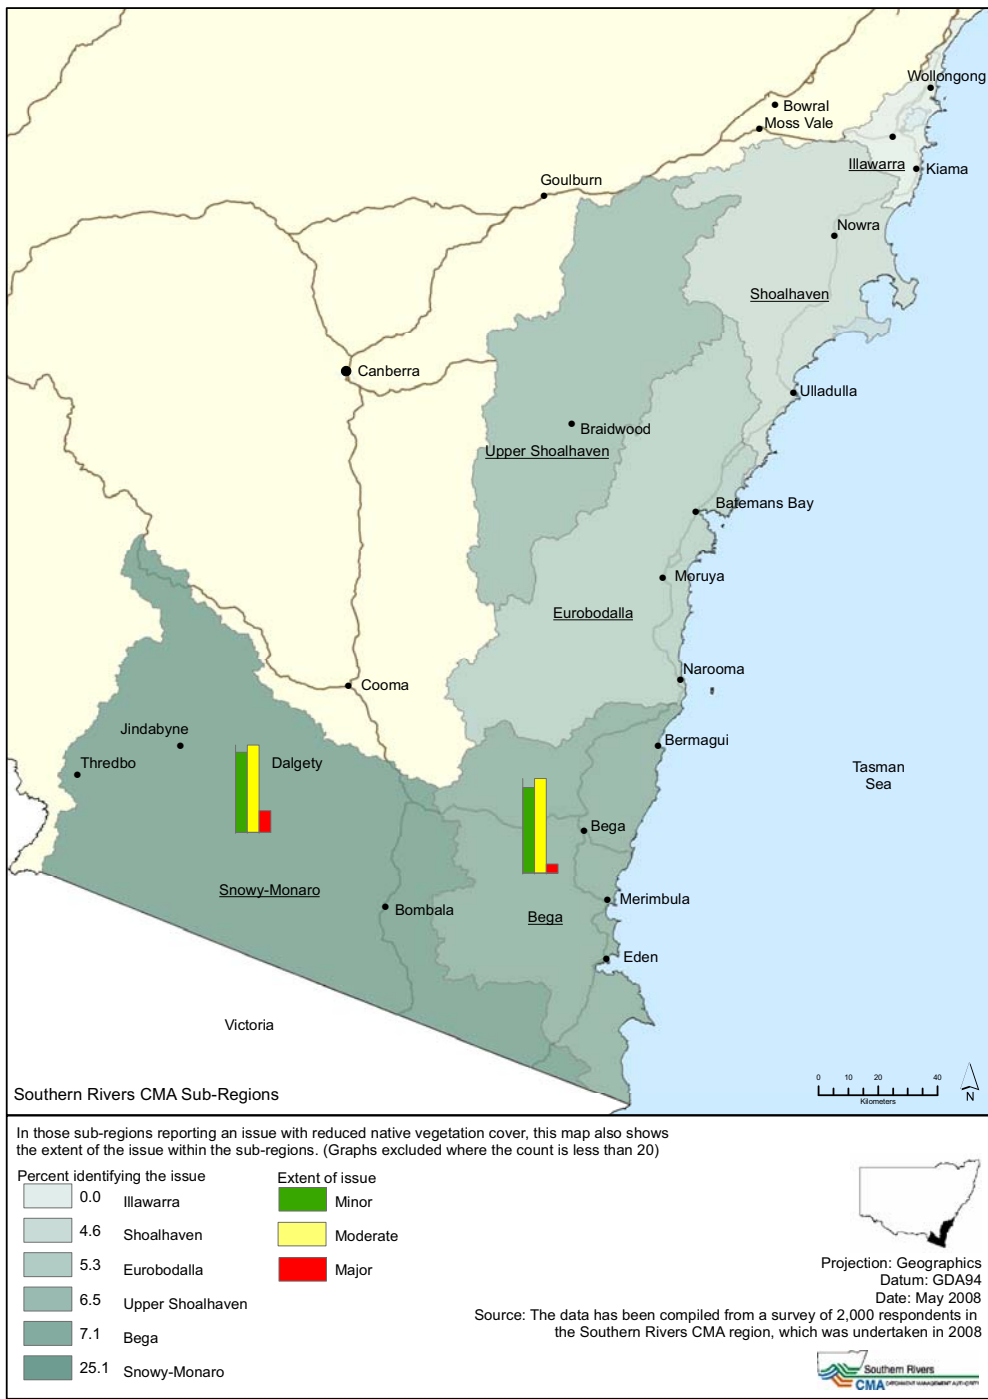 Wollongong
Bowral
Moss Vale
Illawarra
Kiama
Goulburn
Nowra
Shoalhaven
Canberra
Ulladulla
Braidwood
Upper Shoalhaven
Batemans Bay
Moruya
Eurobodalla
Narooma
Cooma
Jindabyne
Bermagui
Thredbo
Dalgety
Tasman
Sea
Bega
Snowy-Monaro
Merimbula
Bombala
Bega
Eden
Victoria
Southern Rivers CMA Sub-Regions
0 10 20 40
Kilometers
N
In those sub-regions reporting an issue with reduced native vegetation cover, this map also shows
the extent of the issue within the sub-regions. (Graphs excluded where the count is less than 20)
Percent identifying the issue
0.0 Illawarra
4.6 Shoalhaven
5.3 Eurobodalla
6.5 Upper Shoalhaven
7.1 Bega
25.1 Snowy-Monaro
Extent of issue
Minor
Moderate
Major
Projection: Geographics
Datum: GDA94
Date: May 2008
Source: The data has been compiled from a survey of 2,000 respondents in
the Southern Rivers CMA region, which was undertaken in 2008
Southern Rivers
CMA CATCHMENT MANAGEMENT AUTHORITY